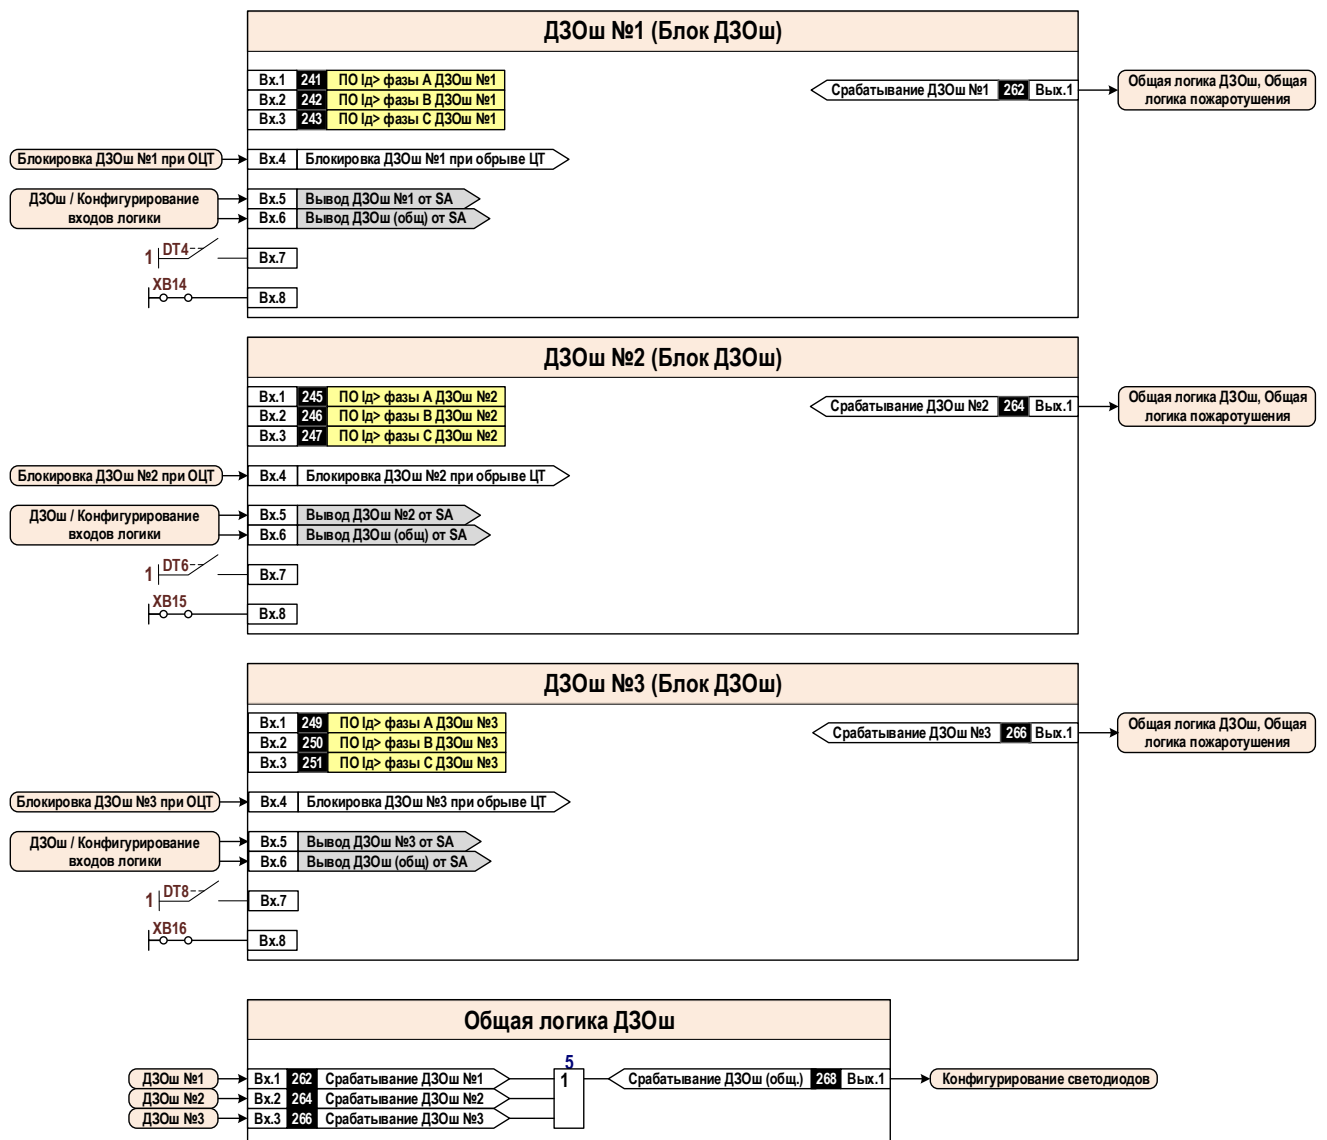 ДЗОш №1 (Блок ДЗОш)
Вх.1 241 ПО Iд> фазы А ДЗОш №1
Вх.2 242 ПО Iд> фазы В ДЗОш №1
Вх.3 243 ПО Iд> фазы С ДЗОш №1
Срабатывание ДЗОш №1 262 Вых.1
Общая логика ДЗОш, Общая
логика пожаротушения
Блокировка ДЗОш №1 при ОЦТ
Вх.4 Блокировка ДЗОш №1 при обрыве ЦТ
ДЗОш / Конфигурирование
входов логики
Вх.5 Вывод ДЗОш №1 от SA
Вх.6 Вывод ДЗОш (общ) от SA
1 DT4 Вх.7
XB14 Вх.8
ДЗОш №2 (Блок ДЗОш)
Вх.1 245 ПО Iд> фазы А ДЗОш №2
Вх.2 246 ПО Iд> фазы В ДЗОш №2
Вх.3 247 ПО Iд> фазы С ДЗОш №2
Срабатывание ДЗОш №2 264 Вых.1
Общая логика ДЗОш, Общая
логика пожаротушения
Блокировка ДЗОш №2 при ОЦТ
Вх.4 Блокировка ДЗОш №2 при обрыве ЦТ
ДЗОш / Конфигурирование
входов логики
Вх.5 Вывод ДЗОш №2 от SA
Вх.6 Вывод ДЗОш (общ) от SA
1 DT6 Вх.7
XB15 Вх.8
ДЗОш №3 (Блок ДЗОш)
Вх.1 249 ПО Iд> фазы А ДЗОш №3
Вх.2 250 ПО Iд> фазы В ДЗОш №3
Вх.3 251 ПО Iд> фазы С ДЗОш №3
Срабатывание ДЗОш №3 266 Вых.1
Общая логика ДЗОш, Общая
логика пожаротушения
Блокировка ДЗОш №3 при ОЦТ
Вх.4 Блокировка ДЗОш №3 при обрыве ЦТ
ДЗОш / Конфигурирование
входов логики
Вх.5 Вывод ДЗОш №3 от SA
Вх.6 Вывод ДЗОш (общ) от SA
1 DT8 Вх.7
XB16 Вх.8
Общая логика ДЗОш
5
ДЗОш №1 Вх.1 262 Срабатывание ДЗОш №1 1 Срабатывание ДЗОш (общ.) 268 Вых.1 Конфигурирование светодиодов
ДЗОш №2 Вх.2 264 Срабатывание ДЗОш №2
ДЗОш №3 Вх.3 266 Срабатывание ДЗОш №3